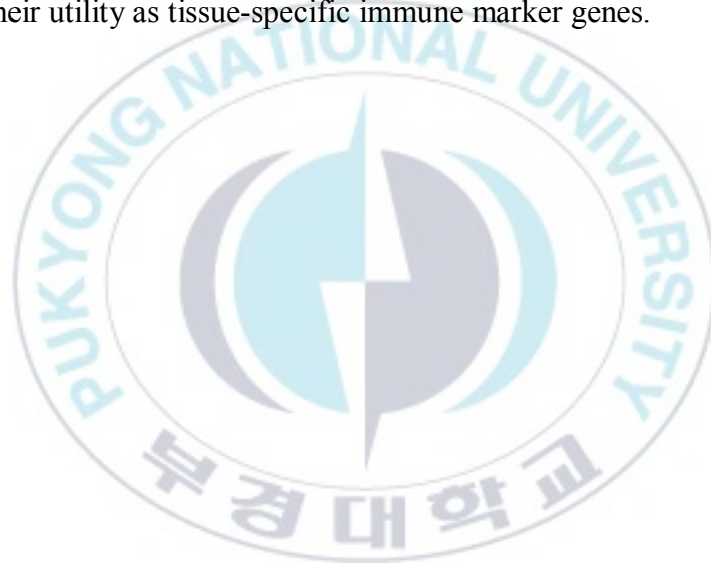 heir utility as tissue-specific immune marker genes.
PUKYONG NATIONAL UNIVERSITY
부경대학교